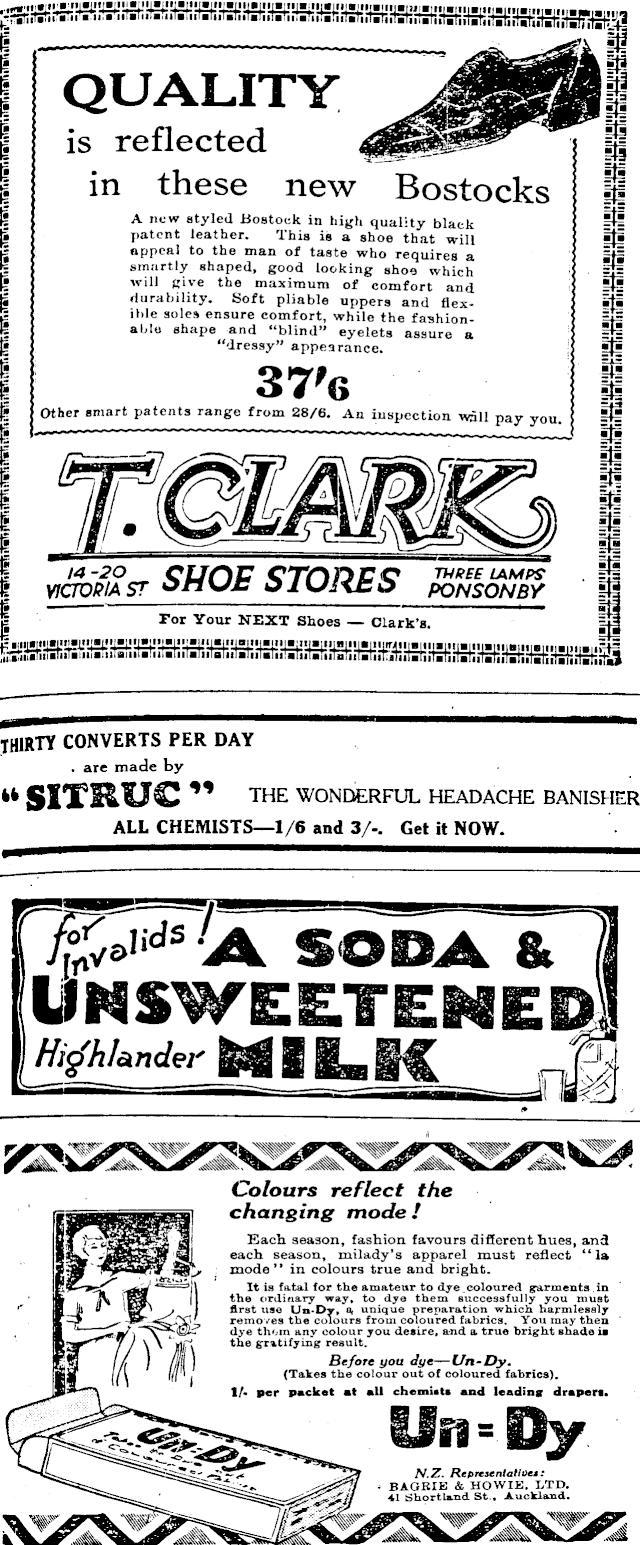 QUALITY
is reflected
in these new Bostocks
A new styled Bostock in high quality black
patent leather. This is a shoe that will
appeal to the man of taste who requires a
smartly shaped, good looking shoe which
will give the maximum of comfort and
durability. Soft pliable uppers and flex-
ible soles ensure comfort, while the fashion-
able shape and "blind" eyelets assure a
"dressy" appearance.
37'6
Other smart patents range from 28/6. An inspection will pay you.
T. CLARK
14-20
VICTORIA ST
SHOE STORES
THREE LAMPS
PONSONBY
For Your NEXT Shoes — Clark's.
THIRTY CONVERTS PER DAY
are made by
"SITRUC" THE WONDERFUL HEADACHE BANISHER
ALL CHEMISTS—1/6 and 3/-. Get it NOW.
for Invalids! A SODA &
UNSWEETENED
Highlander MILK
Colours reflect the
changing mode!
Each season, fashion favours different hues, and
each season, milady's apparel must reflect "la
mode" in colours true and bright.
It is fatal for the amateur to dye coloured garments in
the ordinary way, to dye them successfully you must
first use Un-Dy, a unique preparation which harmlessly
removes the colours from coloured fabrics. You may then
dye them any colour you desire, and a true bright shade is
the gratifying result.
Before you dye—Un-Dy.
(Takes the colour out of coloured fabrics).
1/- per packet at all chemists and leading drapers.
Un=Dy
UN-DY
N.Z. Representatives:
BAGRIE & HOWIE, LTD.
41 Shortland St., Auckland.